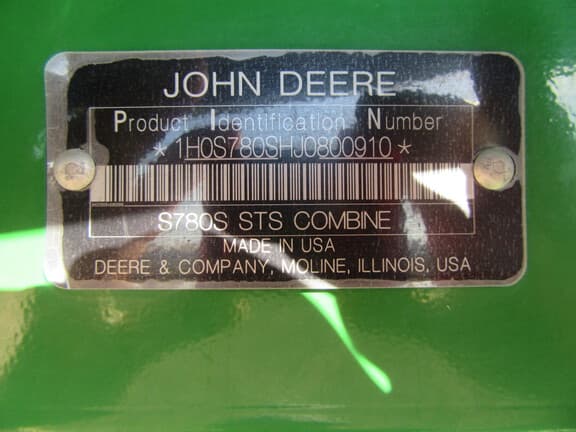 JOHN DEERE
Product Identification Number
*1H0S780SHJ0800910*
S780S STS COMBINE
MADE IN USA
DEERE & COMPANY, MOLINE, ILLINOIS, USA